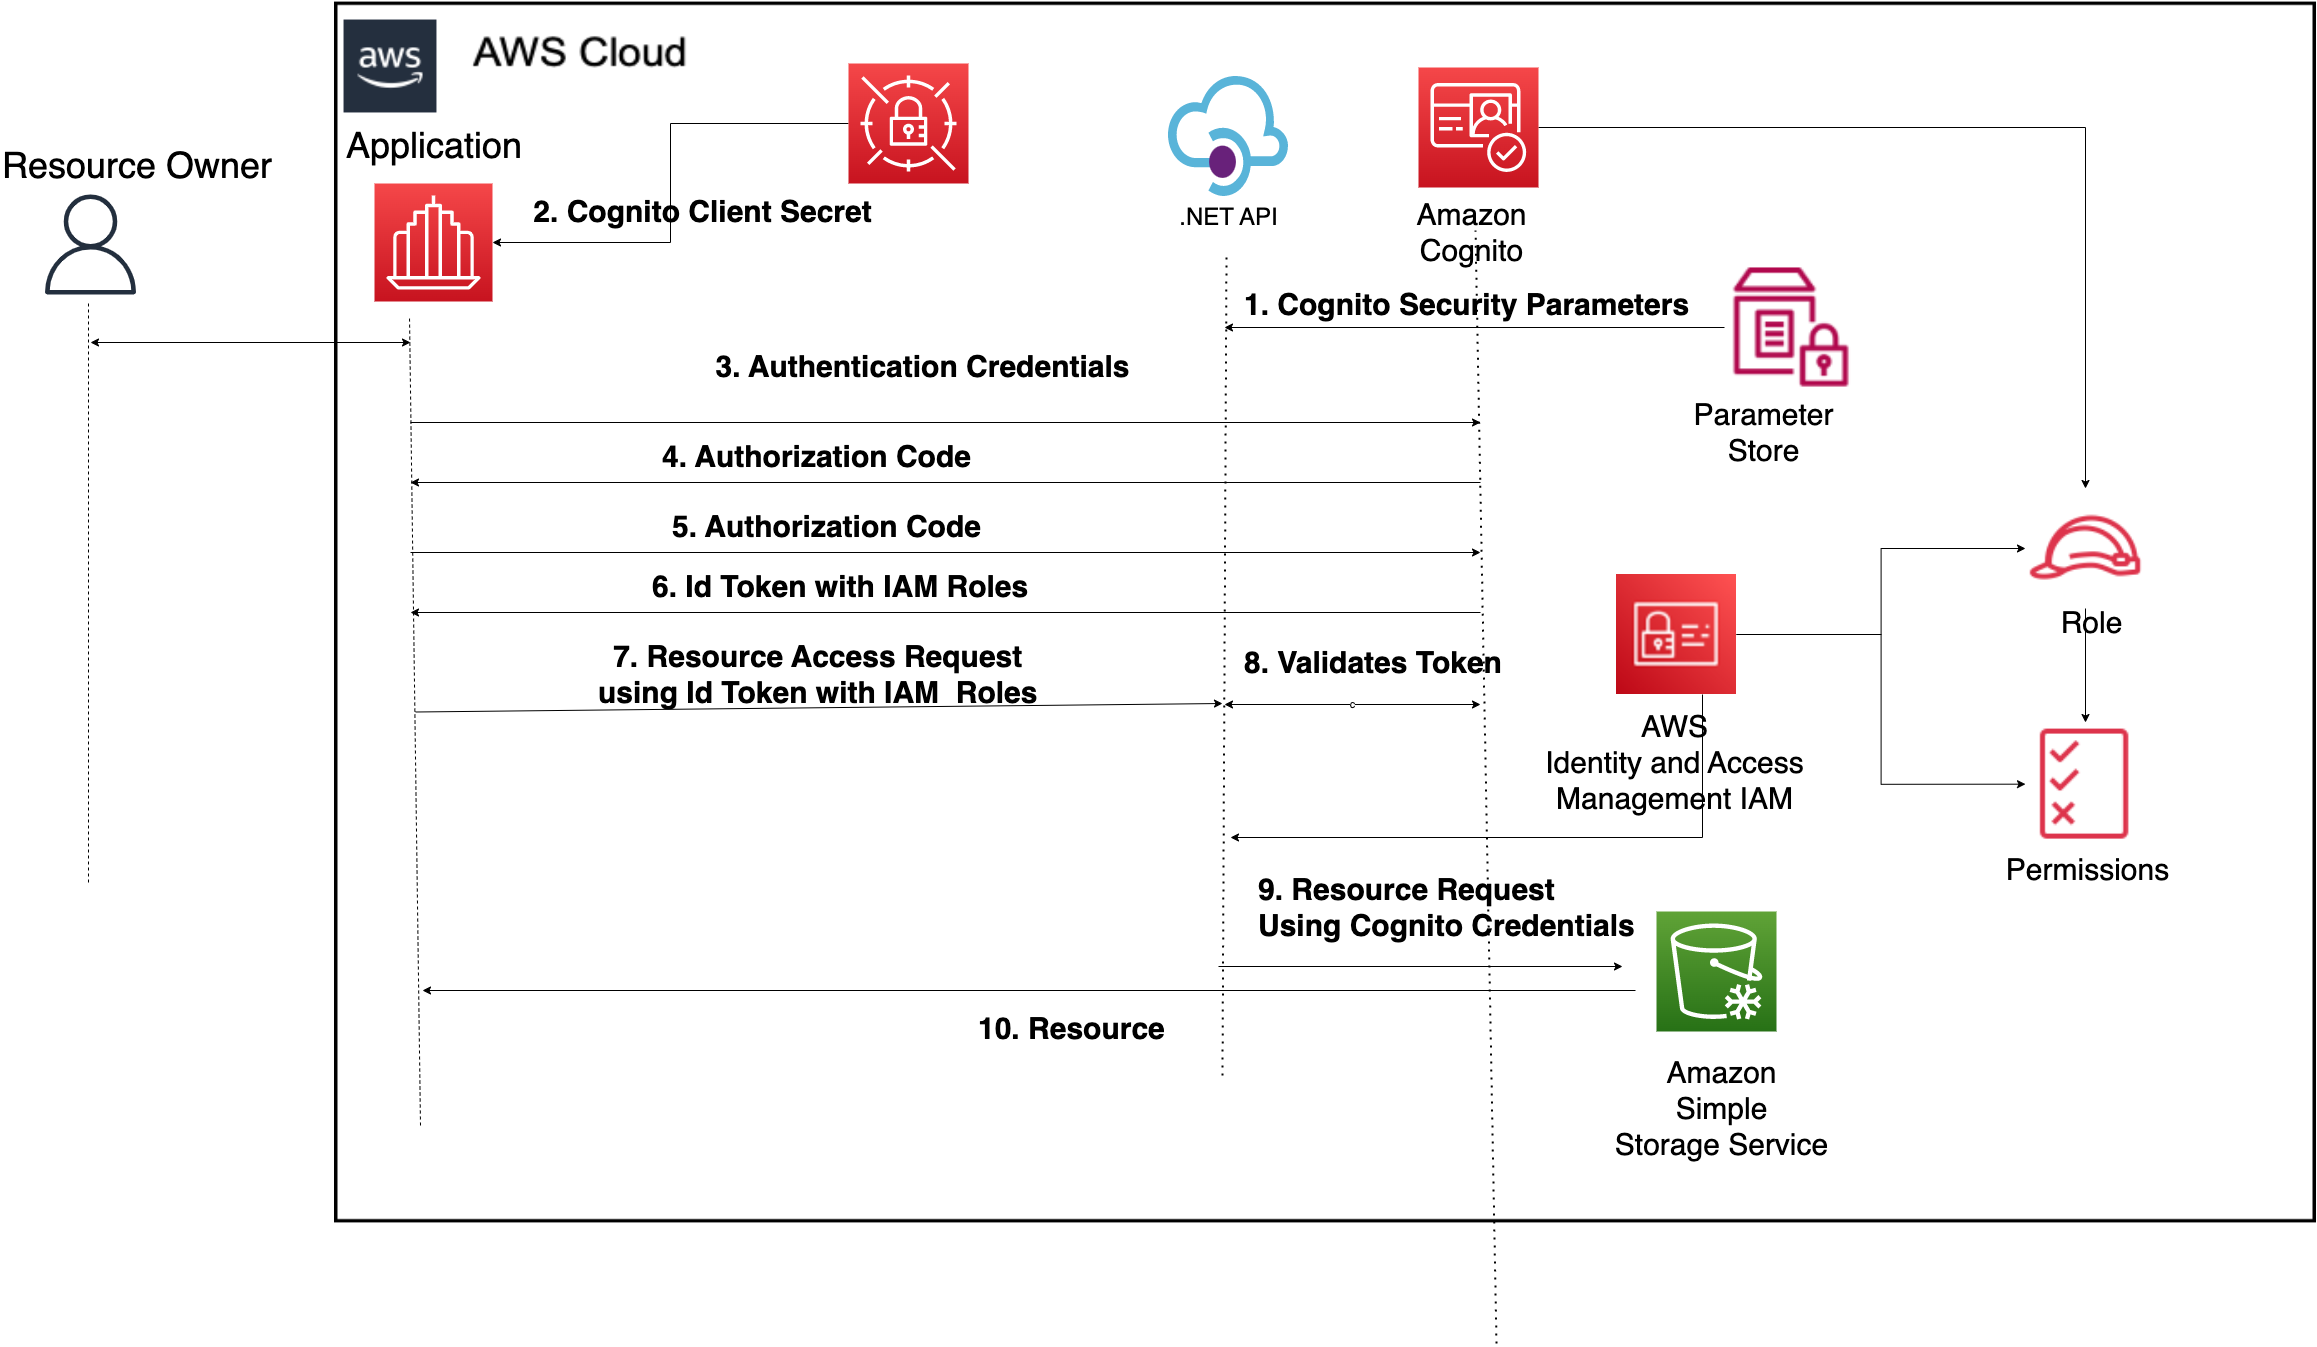 aws
AWS Cloud
Application
Resource Owner
2. Cognito Client Secret
.NET API
Amazon
Cognito
1. Cognito Security Parameters
3. Authentication Credentials
Parameter
Store
4. Authorization Code
5. Authorization Code
6. Id Token with IAM Roles
Role
7. Resource Access Request
using Id Token with IAM  Roles
8. Validates Token
c
AWS
Identity and Access
Management IAM
Permissions
9. Resource Request
Using Cognito Credentials
10. Resource
Amazon
Simple
Storage Service